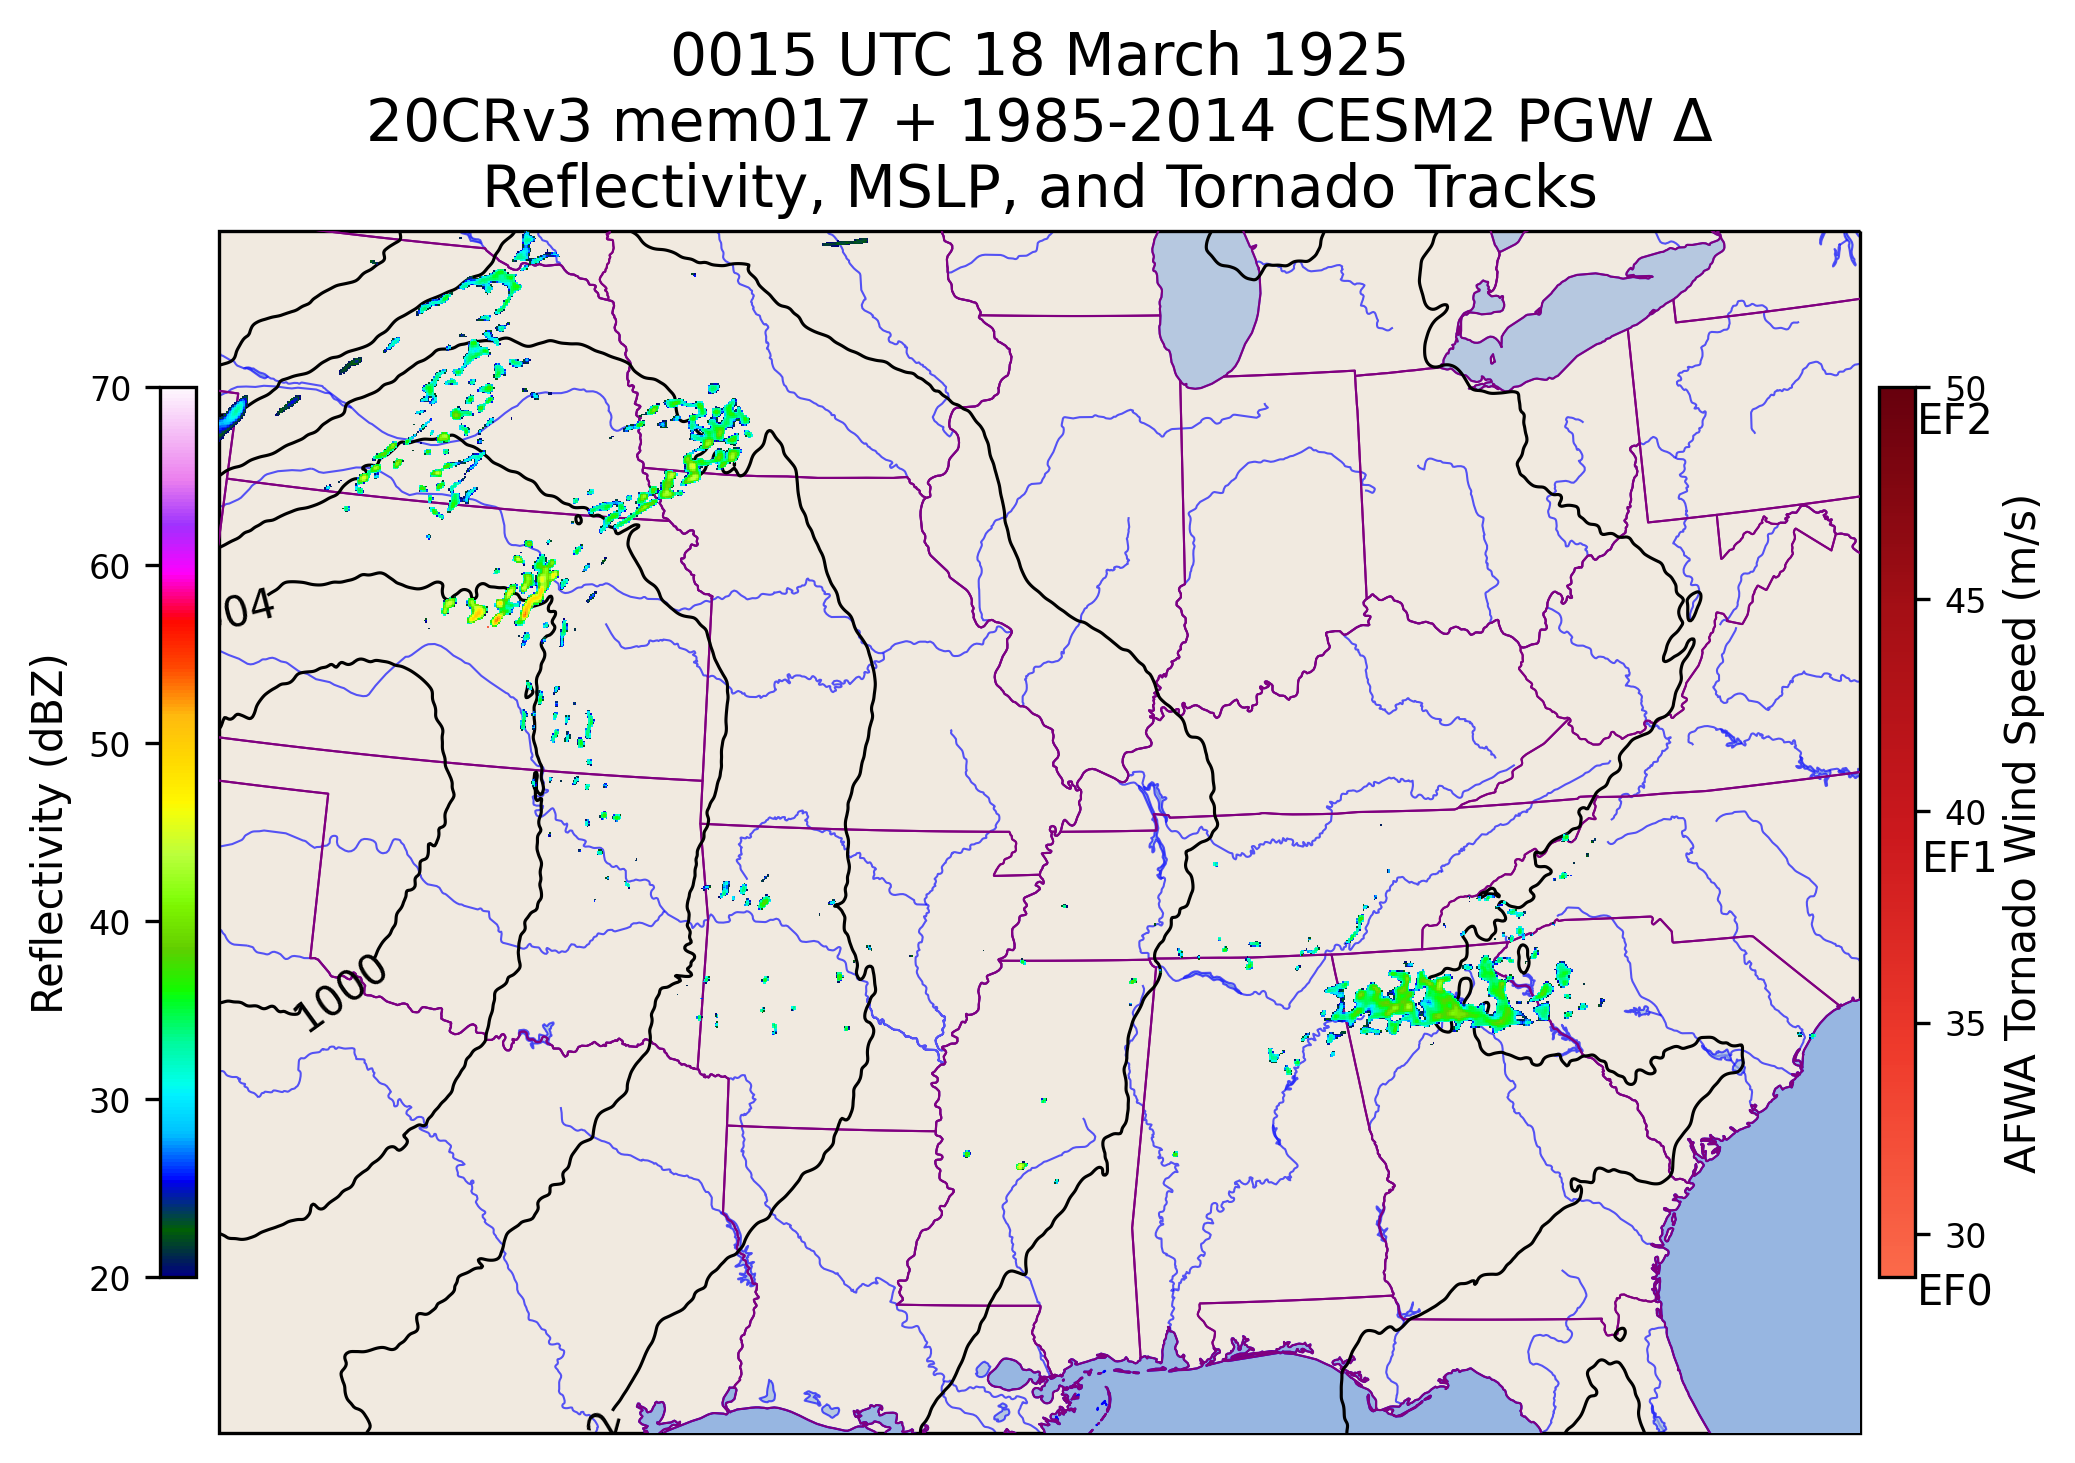 0015 UTC 18 March 1925
20CRv3 mem017 + 1985-2014 CESM2 PGW Δ
Reflectivity, MSLP, and Tornado Tracks
70
60
50
40
30
20
Reflectivity (dBZ)
04
1000
50
EF2
45
40
EF1
35
30
EF0
AFWA Tornado Wind Speed (m/s)